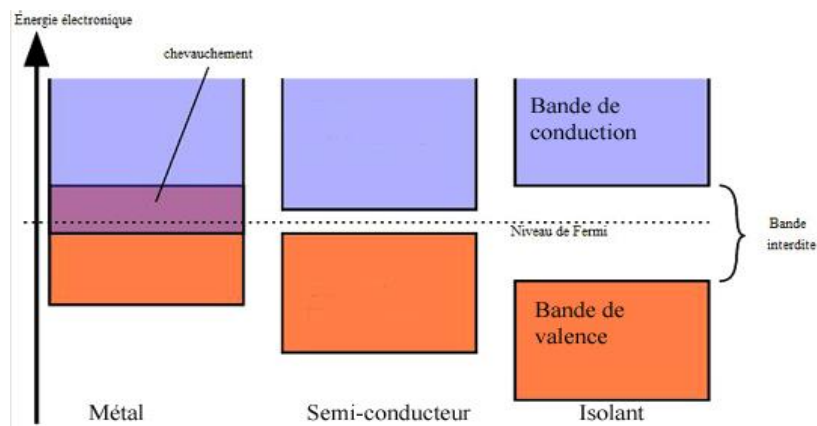 Énergie électronique
chevauchement
Bande de
conduction
Niveau de Fermi
Bande
interdite
Bande de
valence
Métal
Semi-conducteur
Isolant